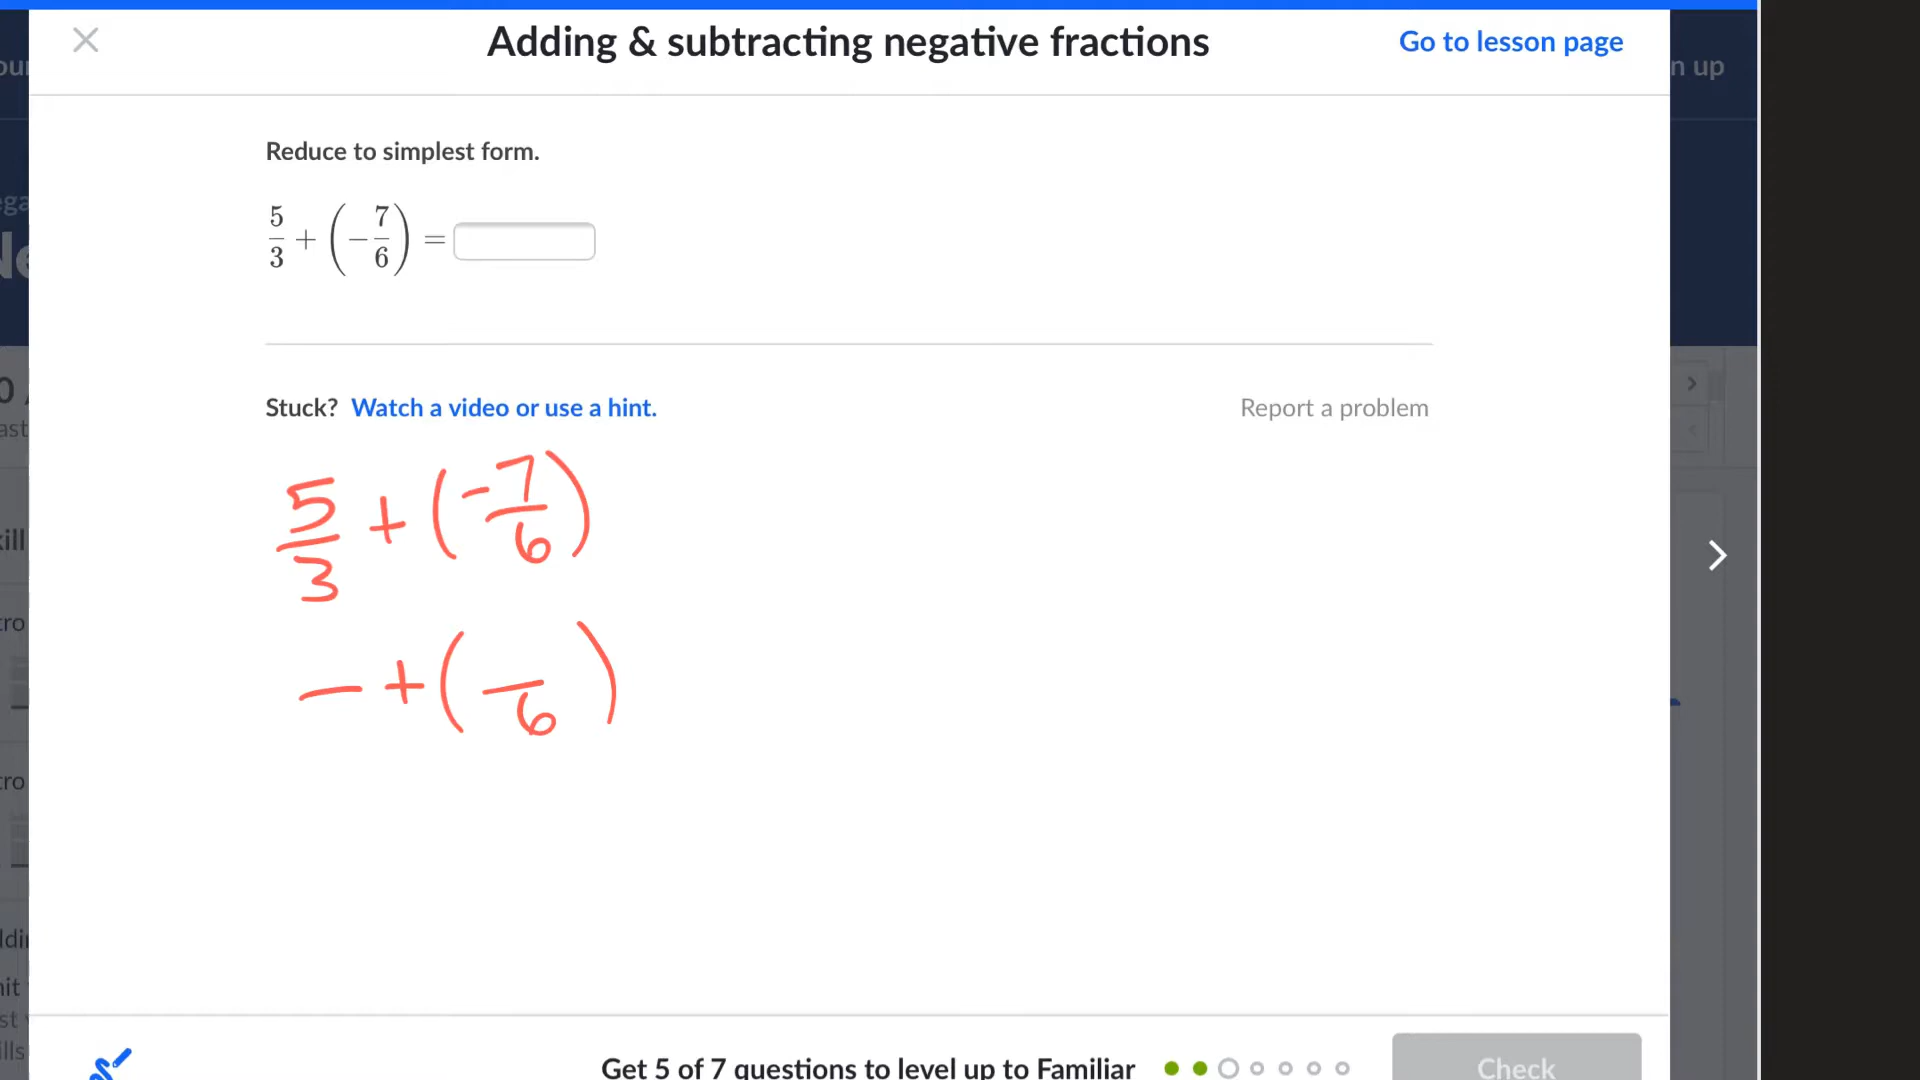 Adding & subtracting negative fractions
Go to lesson page
n up
Reduce to simplest form.
5/3 + (-7/6) =
Stuck? Watch a video or use a hint.
Report a problem
5/3 + (-7/6)
— + (—/6)
Get 5 of 7 questions to level up to Familiar
Check